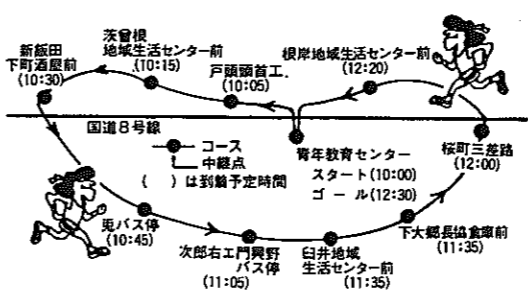 新飯田
下町酒屋前
(10:30)
茨曽根
地域生活センター前
(10:15)
戸頭頭首工
(10:05)
根岸地域生活センター前
(12:20)
国道8号線
コース
中継点
( )は到着予定時間
青年教育センター
スタート(10:00)
ゴール(12:30)
桜町三差路
(12:00)
兎バス停
(10:45)
次郎右エ門興野
バス停
(11:05)
臼井地域
生活センター前
(11:35)
下大郷長協倉庫前
(11:35)